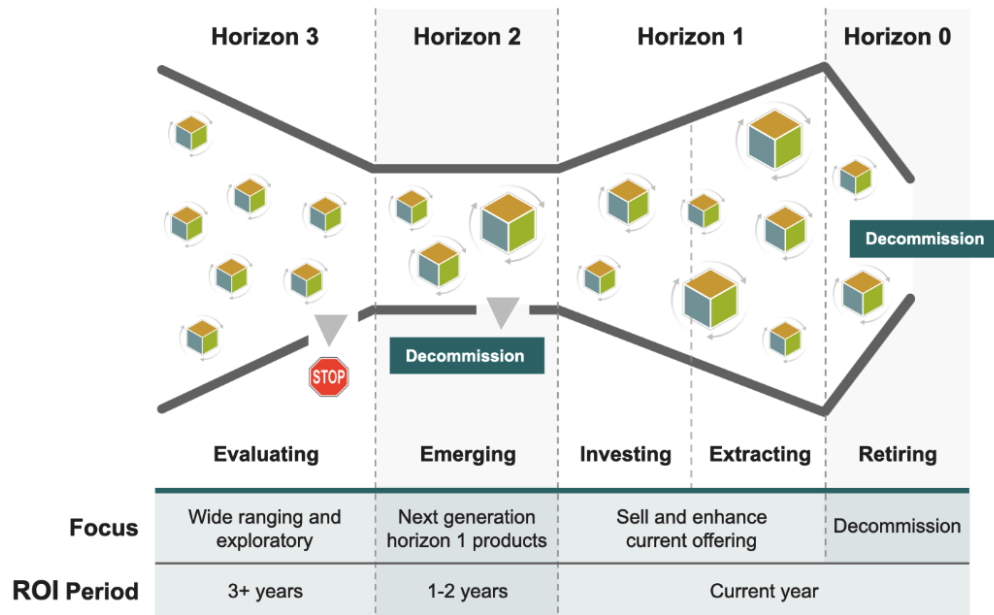 Horizon 3
Horizon 2
Horizon 1
Horizon 0
Decommission
STOP
Decommission
Evaluating
Emerging
Investing
Extracting
Retiring
Focus
Wide ranging and
exploratory
Next generation
horizon 1 products
Sell and enhance
current offering
Decommission
ROI Period
3+ years
1-2 years
Current year